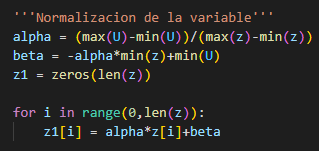 '''Normalizacion de la variable'''
alpha = (max(U)-min(U))/(max(z)-min(z))
beta = -alpha*min(z)+min(U)
z1 = zeros(len(z))
for i in range(0,len(z)):
    z1[i] = alpha*z[i]+beta